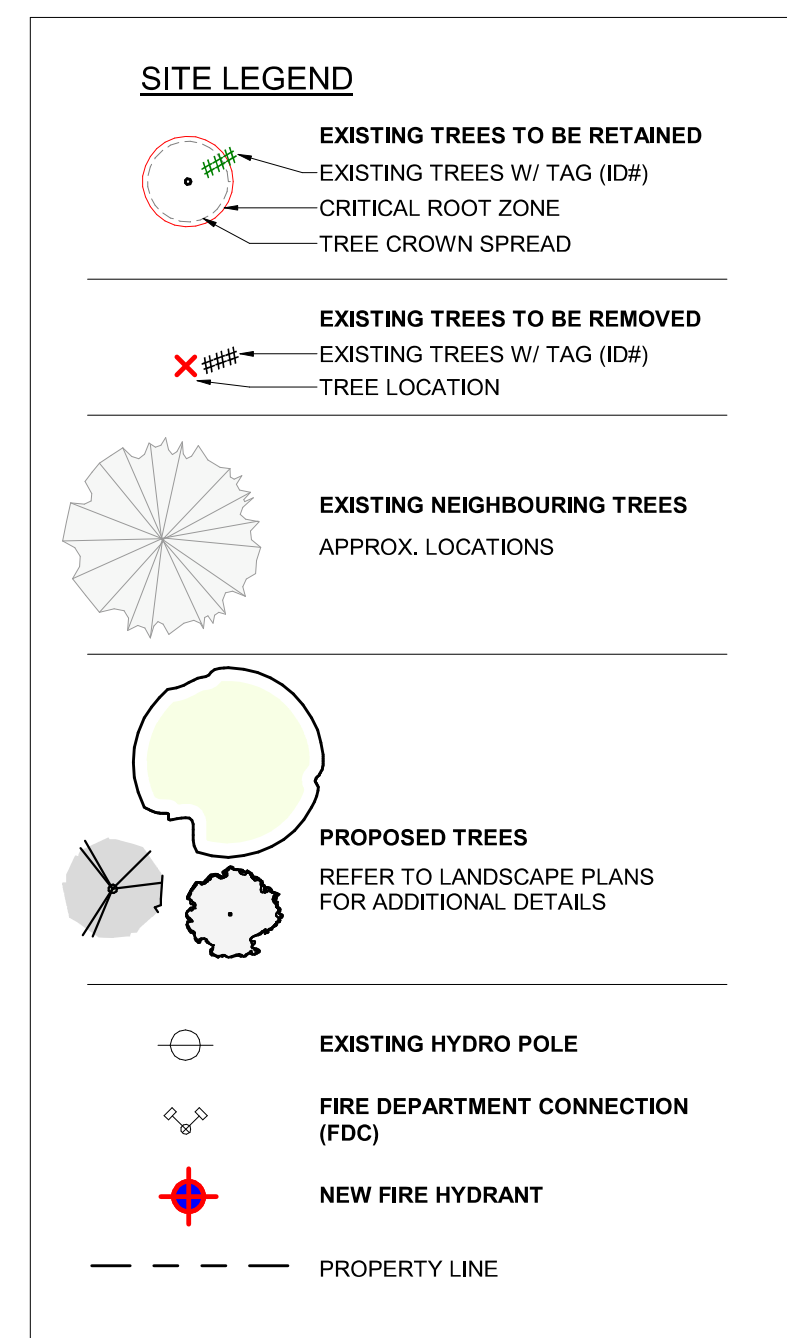 SITE LEGEND
EXISTING TREES TO BE RETAINED
####
EXISTING TREES W/ TAG (ID#)
CRITICAL ROOT ZONE
TREE CROWN SPREAD
EXISTING TREES TO BE REMOVED
####
EXISTING TREES W/ TAG (ID#)
TREE LOCATION
EXISTING NEIGHBOURING TREES
APPROX. LOCATIONS
PROPOSED TREES
REFER TO LANDSCAPE PLANS
FOR ADDITIONAL DETAILS
EXISTING HYDRO POLE
FIRE DEPARTMENT CONNECTION
(FDC)
NEW FIRE HYDRANT
PROPERTY LINE